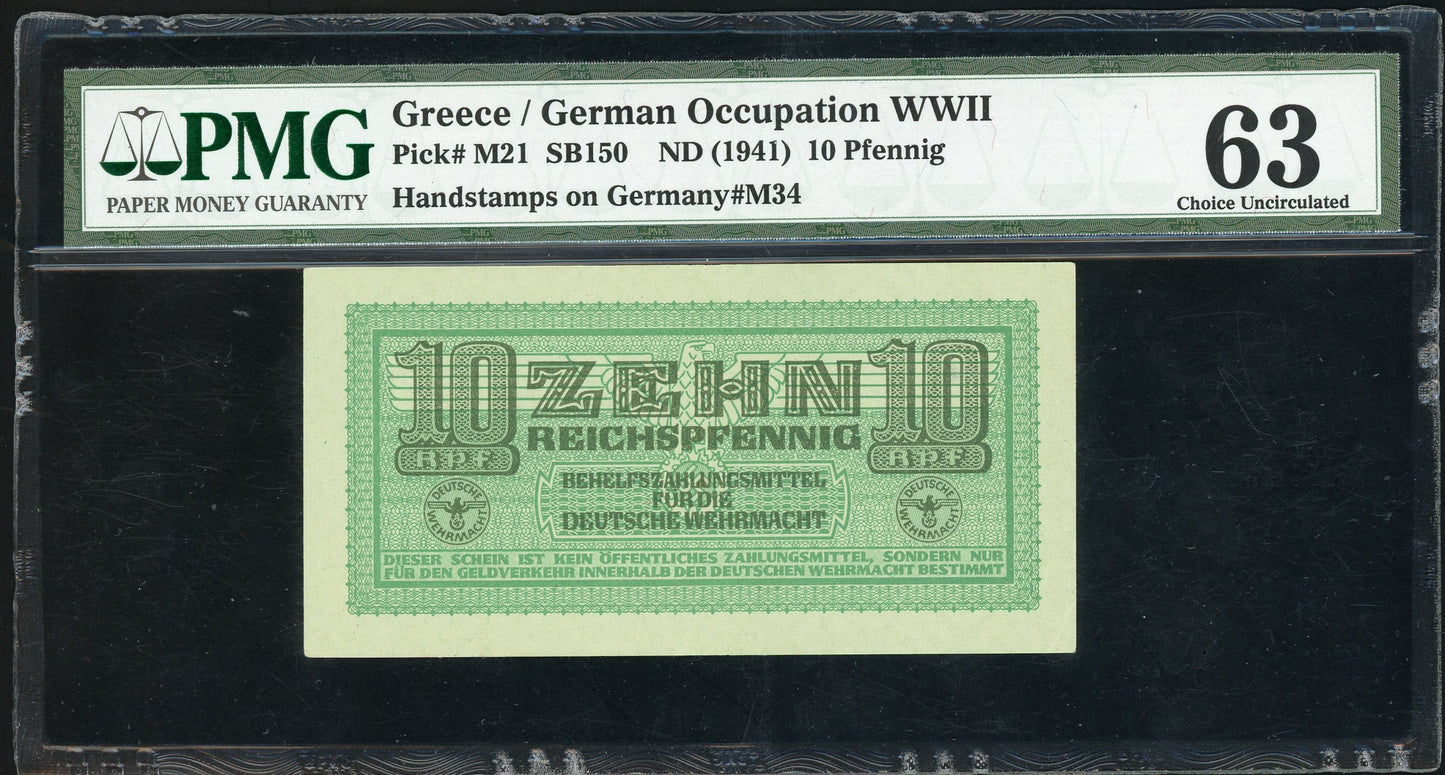 PMG
PAPER MONEY GUARANTY
Greece / German Occupation WWII
Pick# M21 SB150 ND (1941) 10 Pfennig
Handstamps on Germany#M34
63
Choice Uncirculated
10 ZEHN 10
REICHSPFENNIG
RPF RPF
BEHELFSZAHLUNGSMITTEL
FÜR DIE
DEUTSCHE WEHRMACHT
DEUTSCHE WEHRMACHT
DEUTSCHE WEHRMACHT
DIESER SCHEIN IST KEIN ÖFFENTLICHES ZAHLUNGSMITTEL, SONDERN NUR
FÜR DEN GELDVERKEHR INNERHALB DER DEUTSCHEN WEHRMACHT BESTIMMT